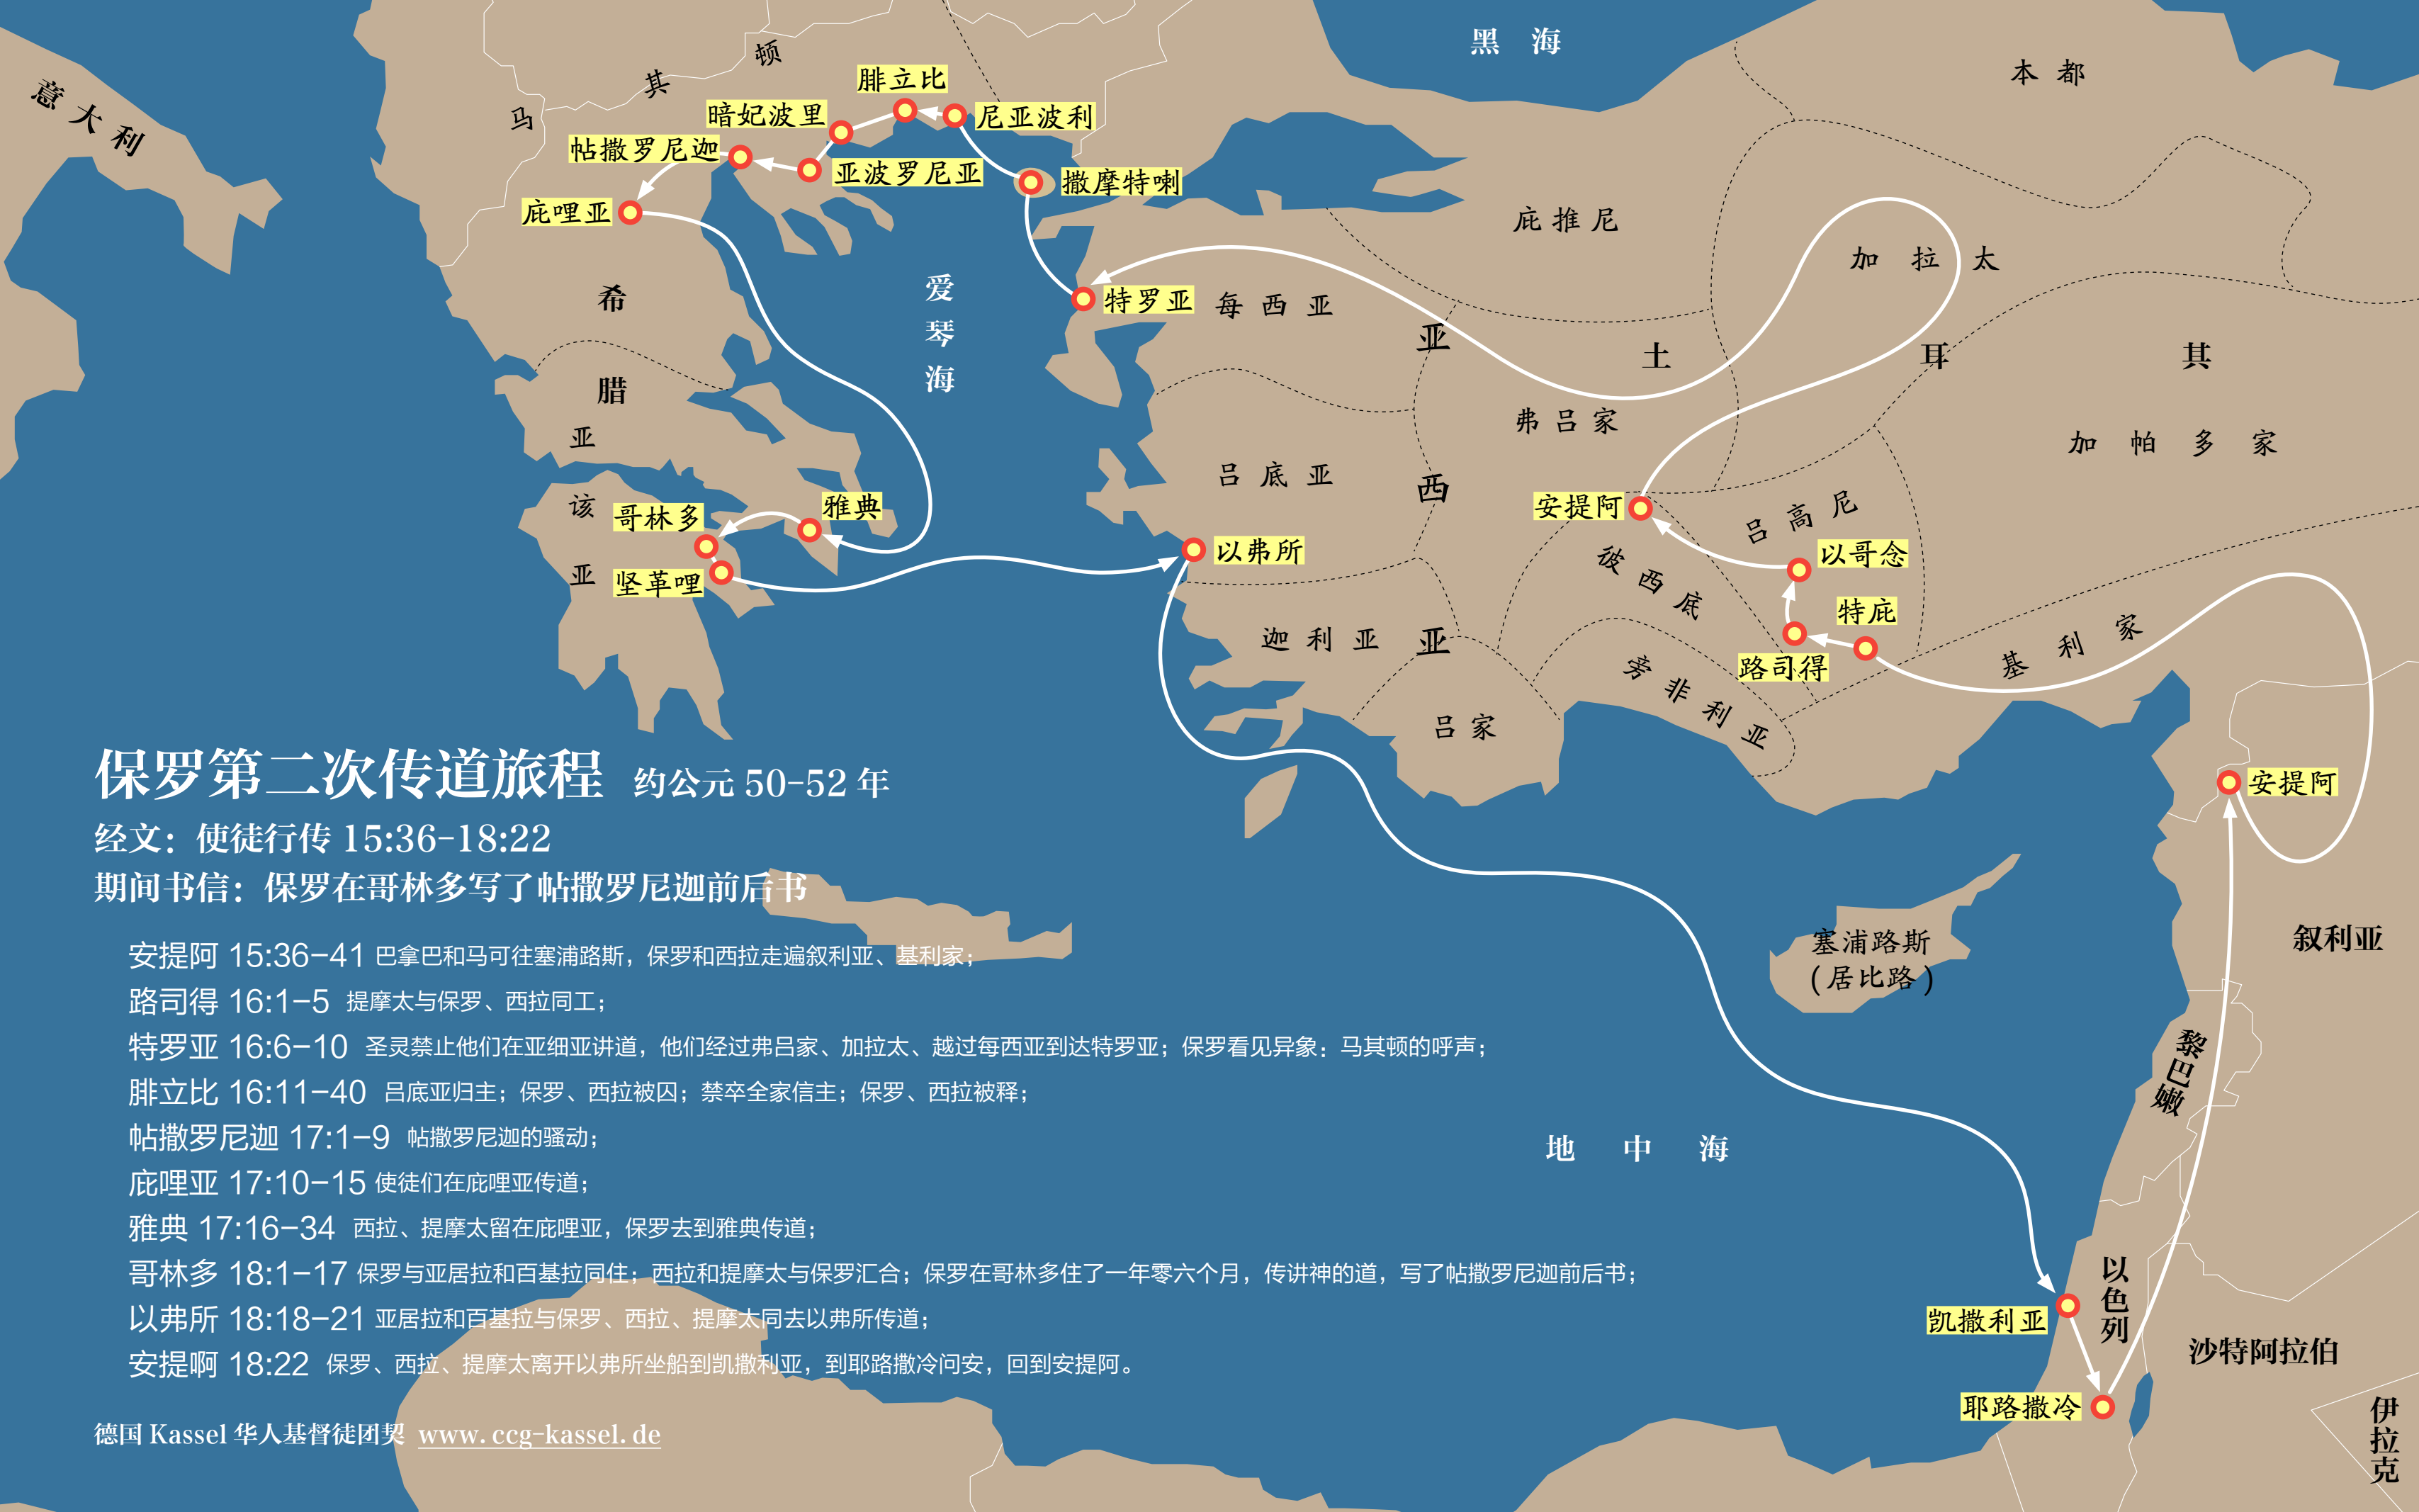 黑 海
意大利
马其顿
本都
腓立比
暗妃波里
尼亚波利
帖撒罗尼迦
亚波罗尼亚
撒摩特喇
庇哩亚
庇推尼
加拉太
爱琴海
特罗亚
每西亚
希腊
亚西亚
土耳其
弗吕家
加帕多家
吕底亚
亚该亚
哥林多
雅典
坚革哩
以弗所
安提阿
吕高尼
以哥念
彼西底
特庇
路司得
迦利亚
旁非利亚
基利家
吕家
安提阿
塞浦路斯
(居比路)
叙利亚
黎巴嫩
地中海
以色列
凯撒利亚
沙特阿拉伯
耶路撒冷
伊拉克
保罗第二次传道旅程 约公元 50-52 年
经文：使徒行传 15:36-18:22
期间书信：保罗在哥林多写了帖撒罗尼迦前后书
安提阿 15:36-41 巴拿巴和马可往塞浦路斯，保罗和西拉走遍叙利亚、基利家；
路司得 16:1-5 提摩太与保罗、西拉同工；
特罗亚 16:6-10 圣灵禁止他们在亚细亚讲道，他们经过弗吕家、加拉太、越过每西亚到达特罗亚；保罗看见异象：马其顿的呼声；
腓立比 16:11-40 吕底亚归主；保罗、西拉被囚；禁卒全家信主；保罗、西拉被释；
帖撒罗尼迦 17:1-9 帖撒罗尼迦的骚动；
庇哩亚 17:10-15 使徒们在庇哩亚传道；
雅典 17:16-34 西拉、提摩太留在庇哩亚，保罗去到雅典传道；
哥林多 18:1-17 保罗与亚居拉和百基拉同住；西拉和提摩太与保罗汇合；保罗在哥林多住了一年零六个月，传讲神的道，写了帖撒罗尼迦前后书；
以弗所 18:18-21 亚居拉和百基拉与保罗、西拉、提摩太同去以弗所传道；
安提啊 18:22 保罗、西拉、提摩太离开以弗所坐船到凯撒利亚，到耶路撒冷问安，回到安提阿。
德国 Kassel 华人基督徒团契 www.ccg-kassel.de